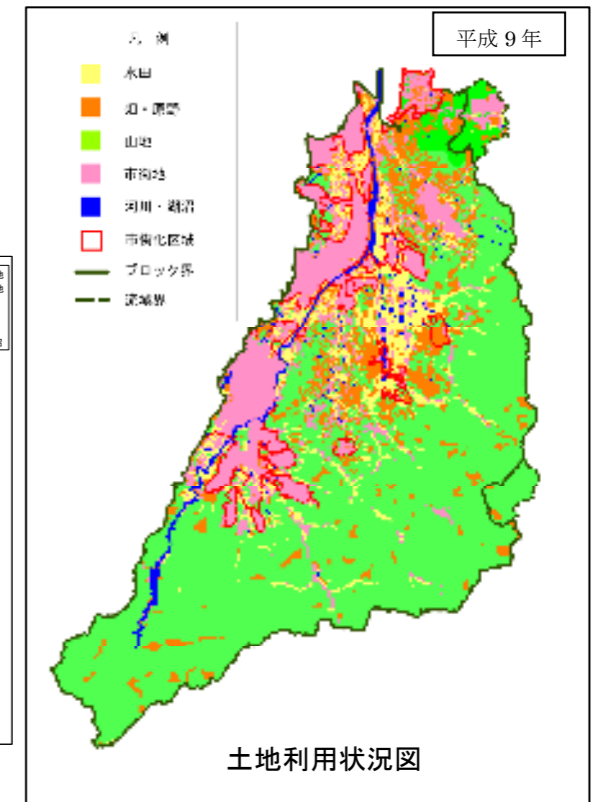 平成 9 年
凡 例
水田
畑・原野
山地
市街地
河川・湖沼
市街化区域
ブロック界
流域界
土地利用状況図